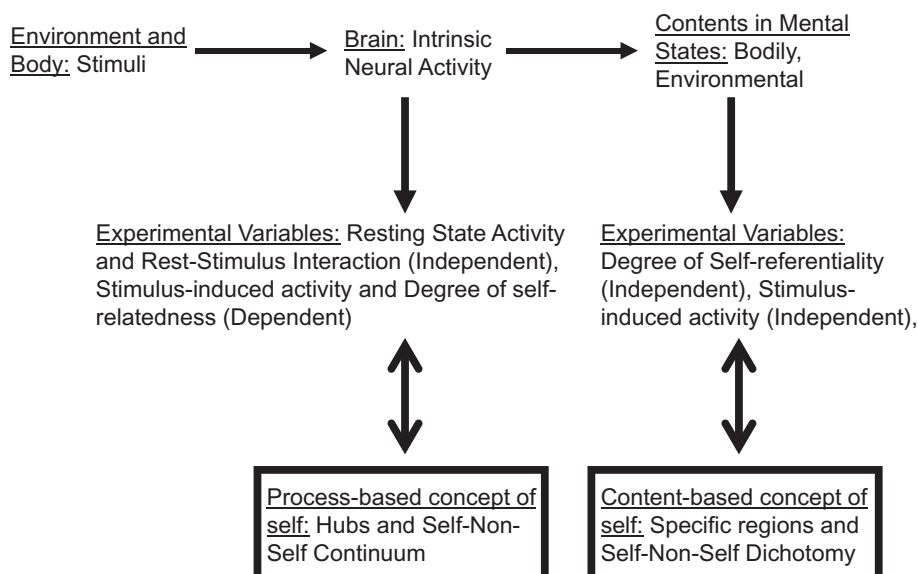 Environment and
Body: Stimuli
Brain: Intrinsic
Neural Activity
Contents in Mental
States: Bodily,
Environmental
Experimental Variables: Resting State Activity
and Rest-Stimulus Interaction (Independent),
Stimulus-induced activity and Degree of self-
relatedness (Dependent)
Experimental Variables:
Degree of Self-referentiality
(Independent), Stimulus-
induced activity (Independent),
Process-based concept of
self: Hubs and Self-Non-
Self Continuum
Content-based concept of
self: Specific regions and
Self-Non-Self Dichotomy